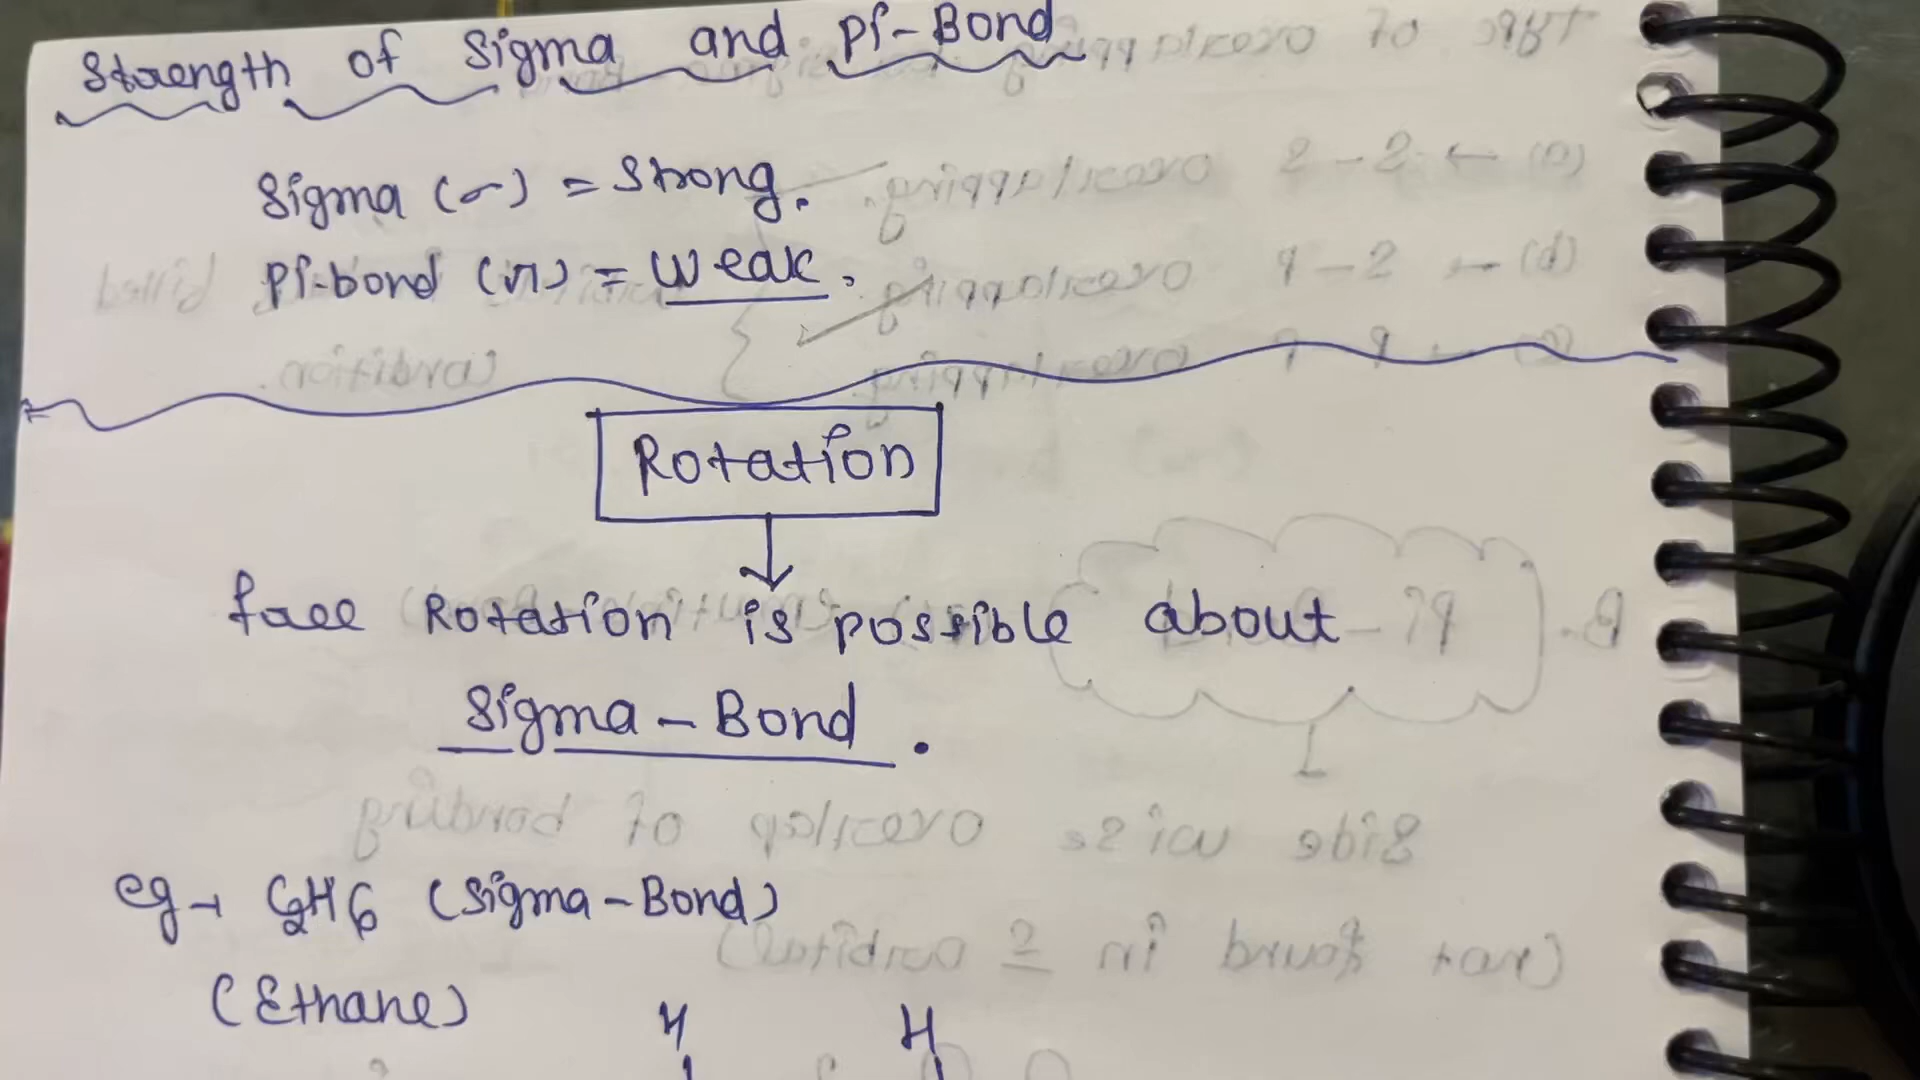 Strength of Sigma and Pi-Bond
Sigma (σ) = Strong.
Pi-bond (π) = Weak.
Rotation
free Rotation is possible about
Sigma-Bond.
eg→ C2H6 (Sigma-Bond)
(Ethane)
H H